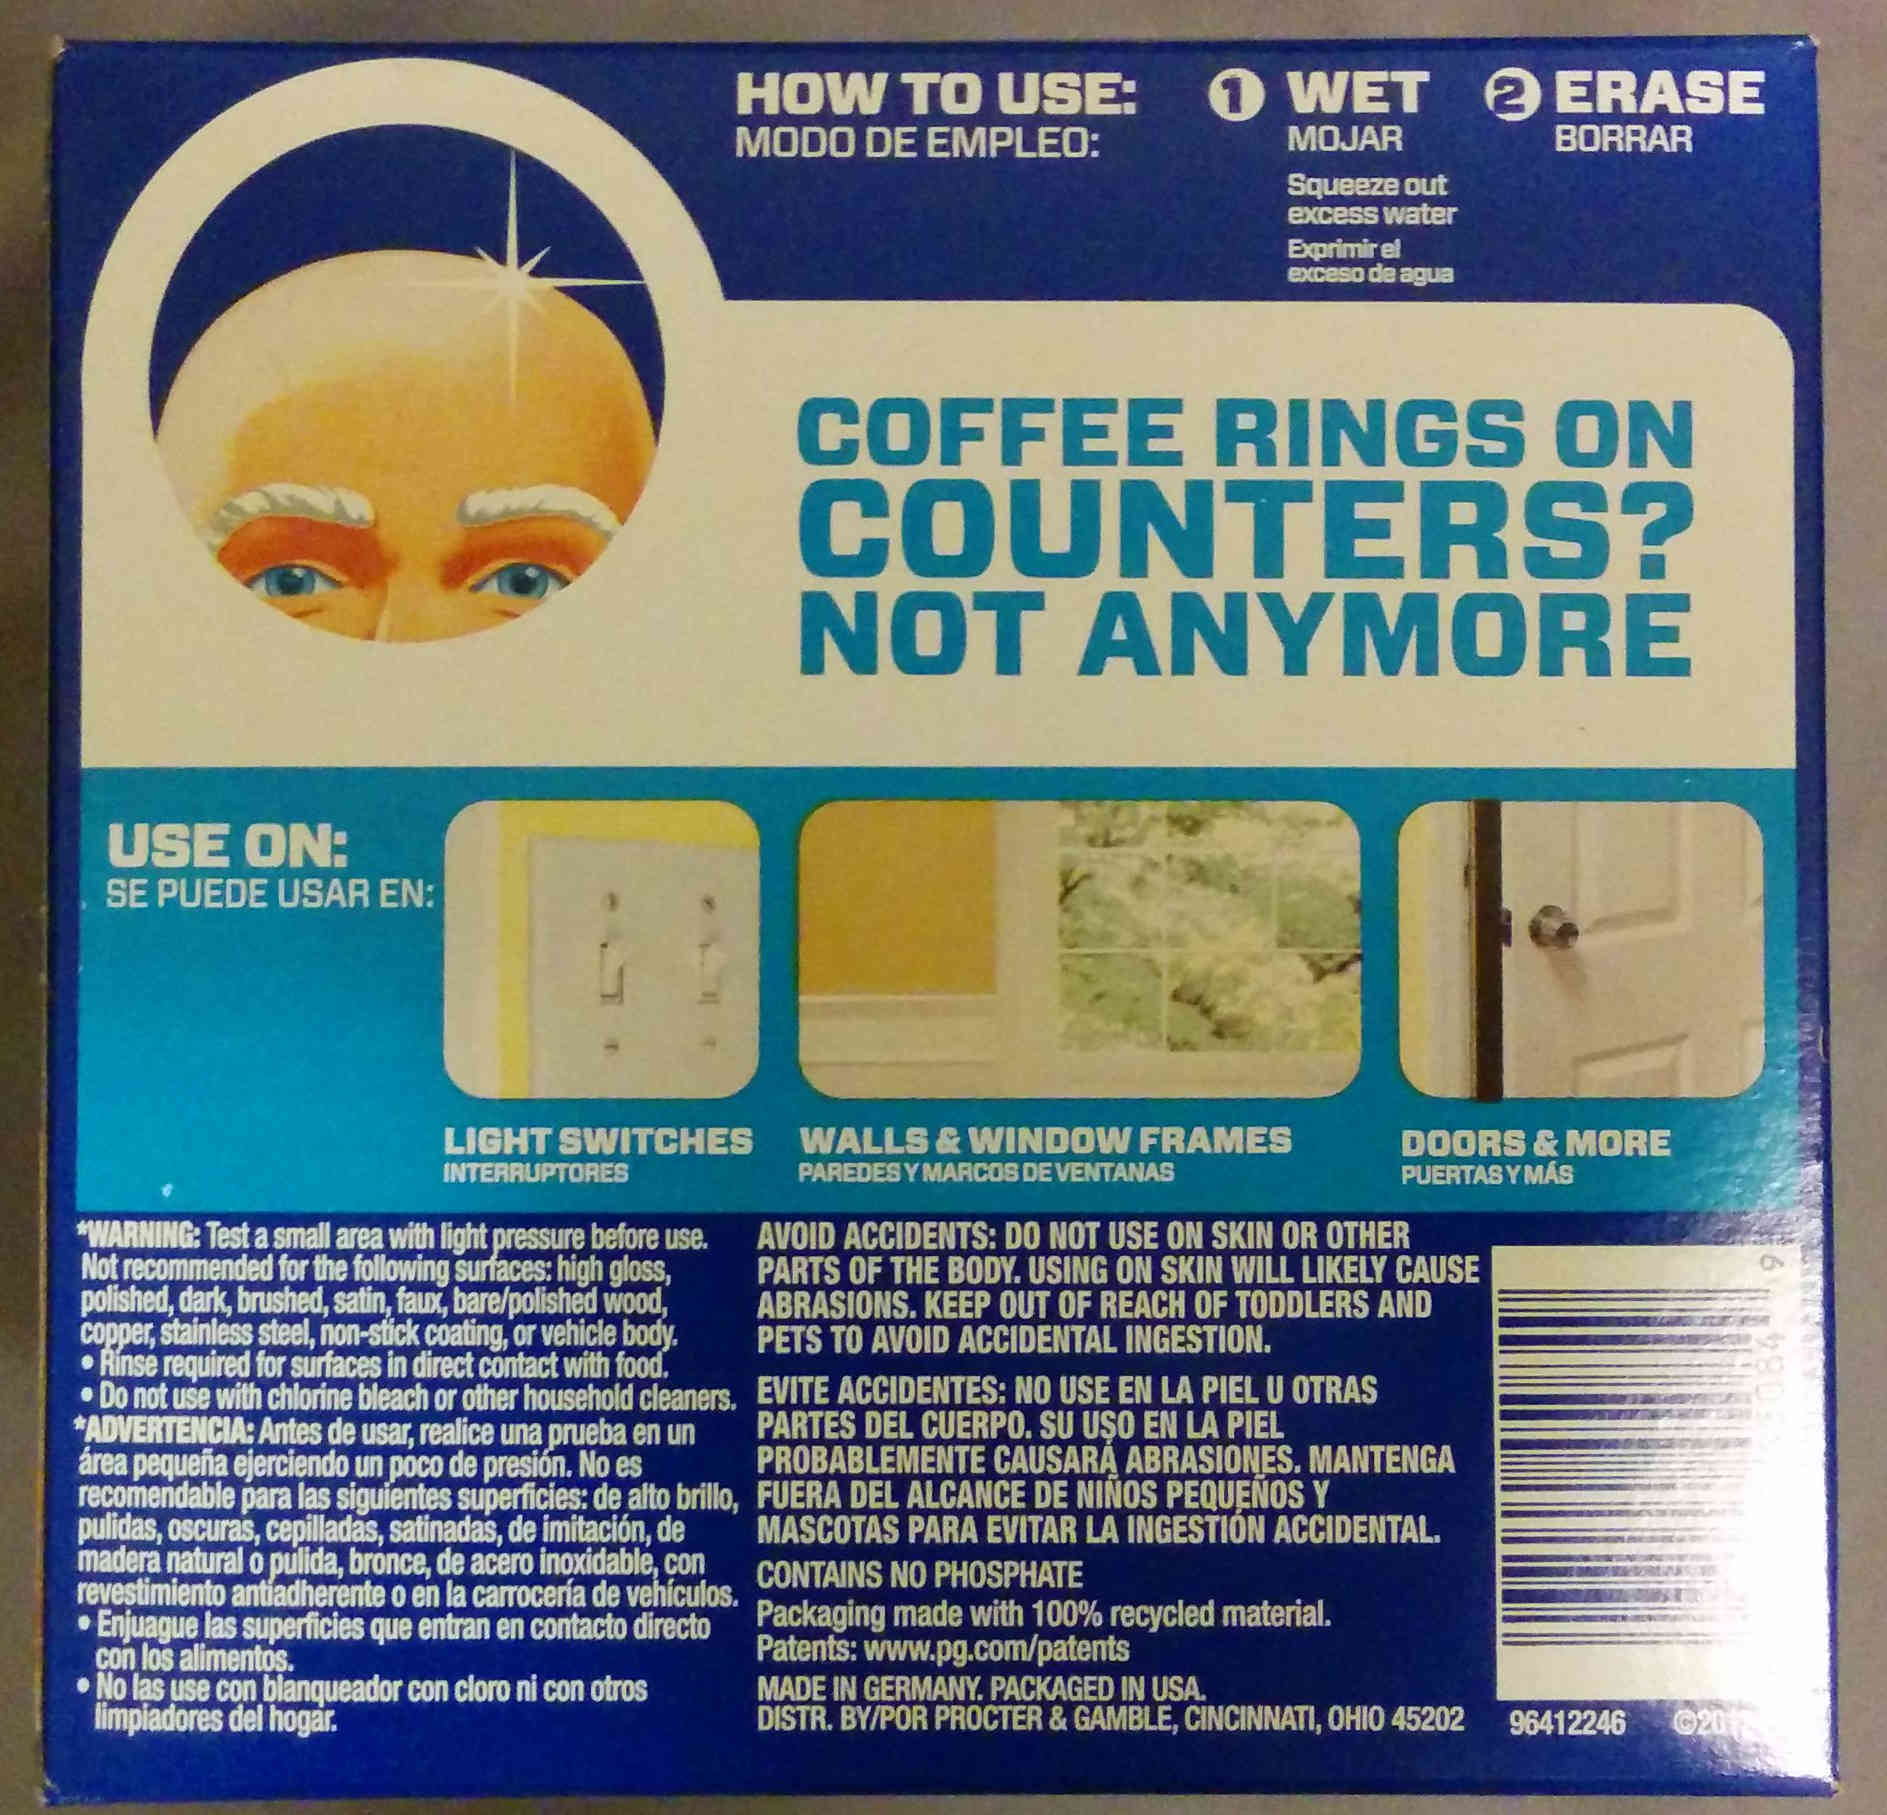 HOW TO USE:
MODO DE EMPLEO:
1 WET
MOJAR
Squeeze out
excess water
Exprimir el
exceso de agua
2 ERASE
BORRAR
COFFEE RINGS ON
COUNTERS?
NOT ANYMORE
USE ON:
SE PUEDE USAR EN:
LIGHT SWITCHES
INTERRUPTORES
WALLS & WINDOW FRAMES
PAREDES Y MARCOS DE VENTANAS
DOORS & MORE
PUERTAS Y MÁS
*WARNING: Test a small area with light pressure before use.
Not recommended for the following surfaces: high gloss,
polished, dark, brushed, satin, faux, bare/polished wood,
copper, stainless steel, non-stick coating, or vehicle body.
• Rinse required for surfaces in direct contact with food.
• Do not use with chlorine bleach or other household cleaners.
*ADVERTENCIA: Antes de usar, realice una prueba en un
área pequeña ejerciendo un poco de presión. No es
recomendable para las siguientes superficies: de alto brillo,
pulidas, oscuras, cepilladas, satinadas, de imitación, de
madera natural o pulida, bronce, de acero inoxidable, con
revestimiento antiadherente o en la carrocería de vehículos.
• Enjuague las superficies que entran en contacto directo
con los alimentos.
• No las use con blanqueador con cloro ni con otros
limpiadores del hogar.
AVOID ACCIDENTS: DO NOT USE ON SKIN OR OTHER
PARTS OF THE BODY. USING ON SKIN WILL LIKELY CAUSE
ABRASIONS. KEEP OUT OF REACH OF TODDLERS AND
PETS TO AVOID ACCIDENTAL INGESTION.
EVITE ACCIDENTES: NO USE EN LA PIEL U OTRAS
PARTES DEL CUERPO. SU USO EN LA PIEL
PROBABLEMENTE CAUSARÁ ABRASIONES. MANTENGA
FUERA DEL ALCANCE DE NIÑOS PEQUEÑOS Y
MASCOTAS PARA EVITAR LA INGESTIÓN ACCIDENTAL.
CONTAINS NO PHOSPHATE
Packaging made with 100% recycled material.
Patents: www.pg.com/patents
MADE IN GERMANY. PACKAGED IN USA.
DISTR. BY/POR PROCTER & GAMBLE, CINCINNATI, OHIO 45202
9
96412246